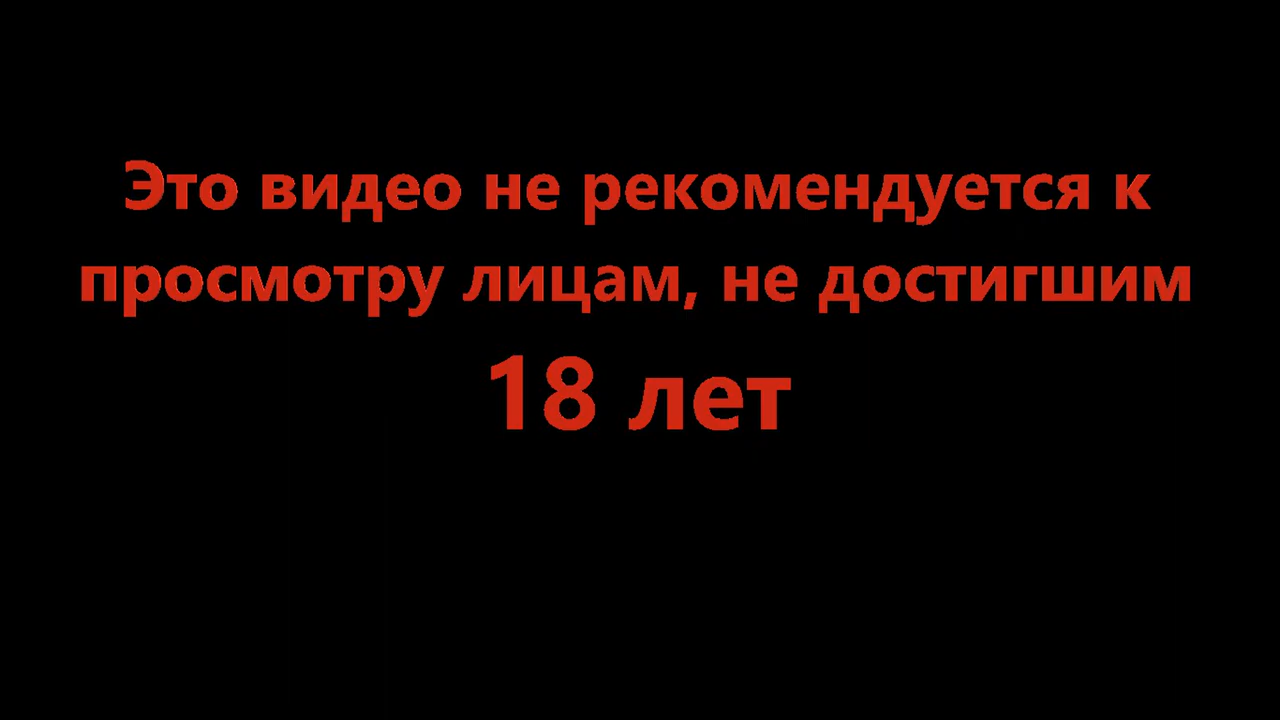 Это видео не рекомендуется к
просмотру лицам, не достигшим
18 лет